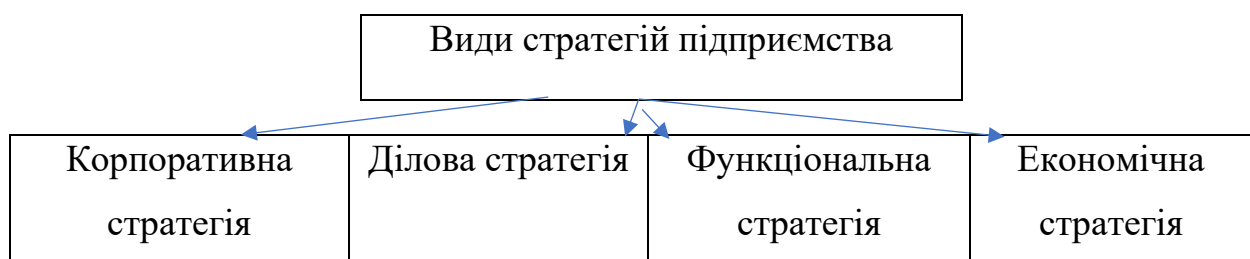 Види стратегій підприємства
Корпоративна
стратегія
Ділова стратегія
Функціональна
стратегія
Економічна
стратегія